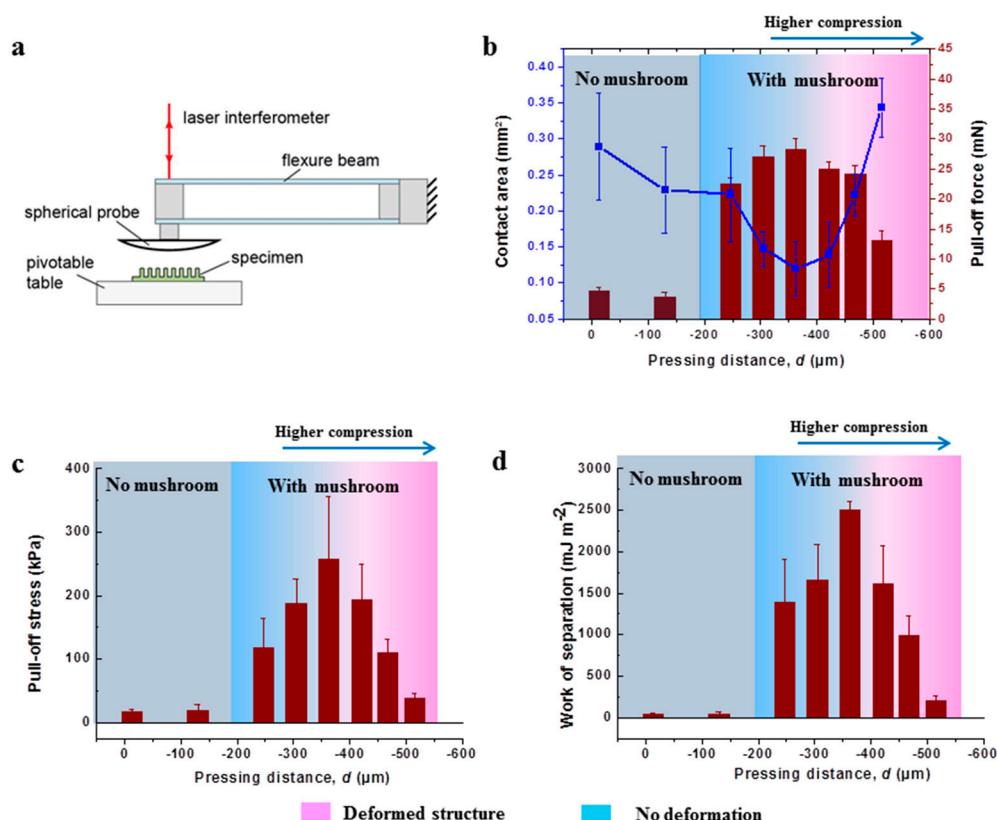 a
laser interferometer
flexure beam
spherical probe
specimen
pivotable
table
b
Higher compression
No mushroom
With mushroom
Contact area (mm²)
0.40
0.35
0.30
0.25
0.20
0.15
0.10
0.05
45
40
35
30
25
20
15
10
5
0
Pull-off force (mN)
0 -100 -200 -300 -400 -500 -600
Pressing distance, d (µm)
c
Higher compression
No mushroom
With mushroom
Pull-off stress (kPa)
400
300
200
100
0
0 -100 -200 -300 -400 -500 -600
Pressing distance, d (µm)
d
Higher compression
No mushroom
With mushroom
Work of separation (mJ m⁻²)
3000
2500
2000
1500
1000
500
0
0 -100 -200 -300 -400 -500 -600
Pressing distance, d (µm)
Deformed structure
No deformation